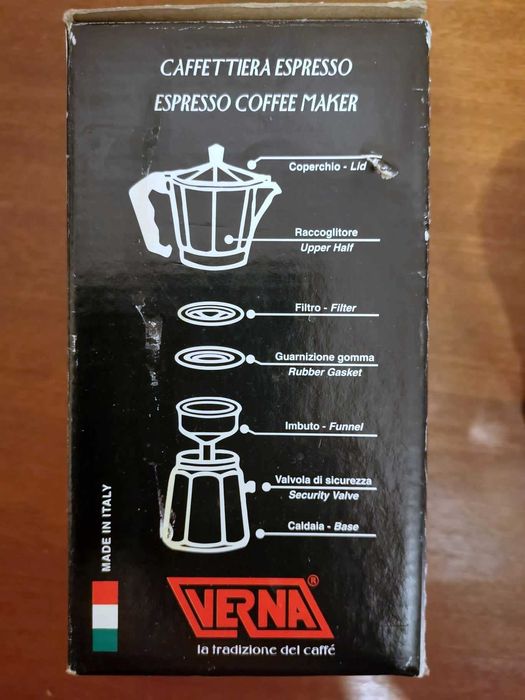 CAFFETTIERA ESPRESSO
ESPRESSO COFFEE MAKER
Coperchio - Lid
Raccoglitore
Upper Half
Filtro - Filter
Guarnizione gomma
Rubber Gasket
Imbuto - Funnel
Valvola di sicurezza
Security Valve
Caldaia - Base
MADE IN ITALY
VERNA®
la tradizione del caffé